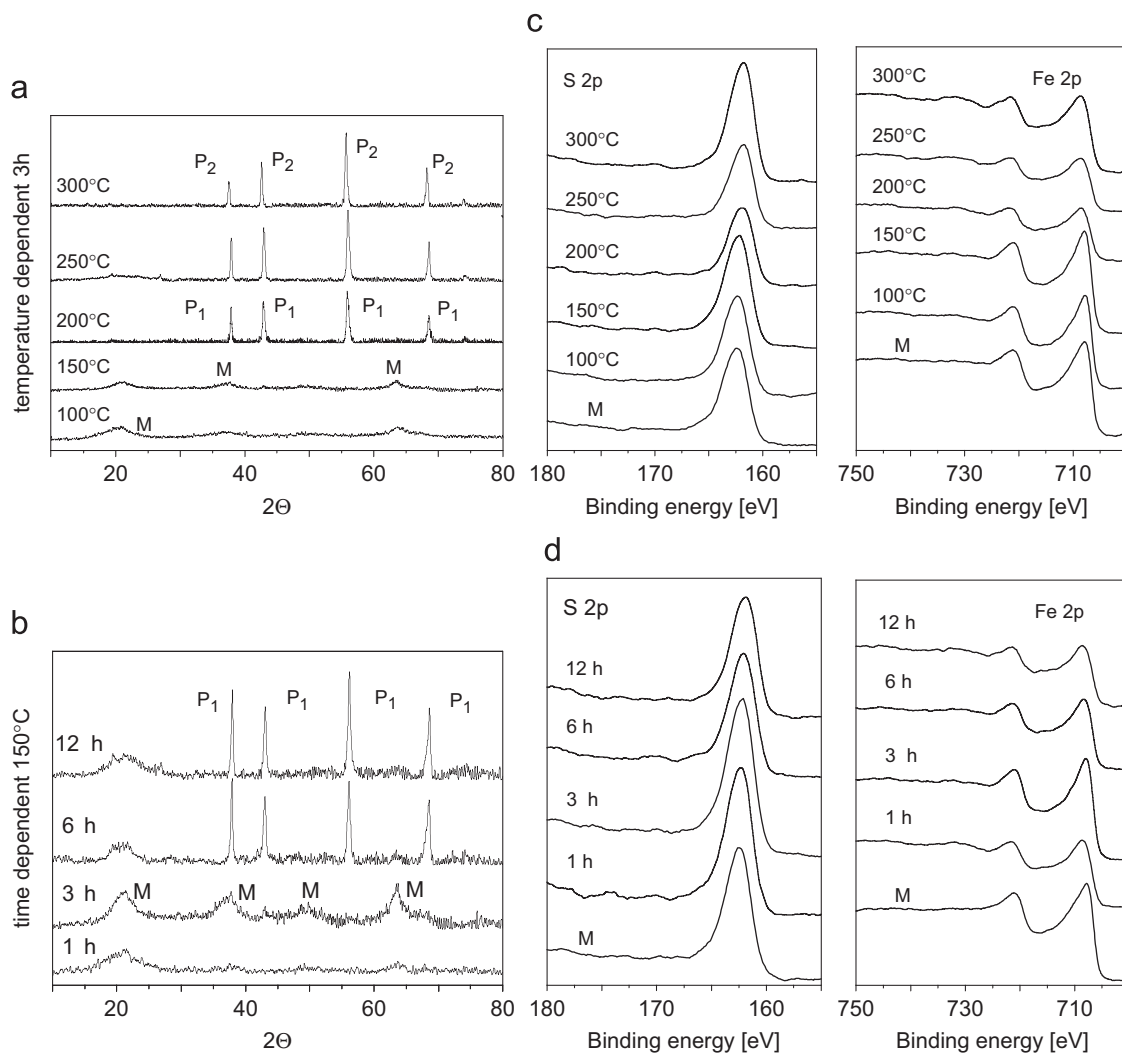 a
temperature dependent 3h
300°C
250°C
200°C
150°C
100°C
P2
P2
P2
P2
P1
P1
P1
P1
M
M
M
20
40
60
80
2Θ
b
time dependent 150°C
12 h
6 h
3 h
1 h
P1
P1
P1
P1
M
M
M
M
20
40
60
80
2Θ
c
S 2p
300°C
250°C
200°C
150°C
100°C
M
180
170
160
Binding energy [eV]
Fe 2p
300°C
250°C
200°C
150°C
100°C
M
750
730
710
Binding energy [eV]
d
S 2p
12 h
6 h
3 h
1 h
M
180
170
160
Binding energy [eV]
Fe 2p
12 h
6 h
3 h
1 h
M
750
730
710
Binding energy [eV]